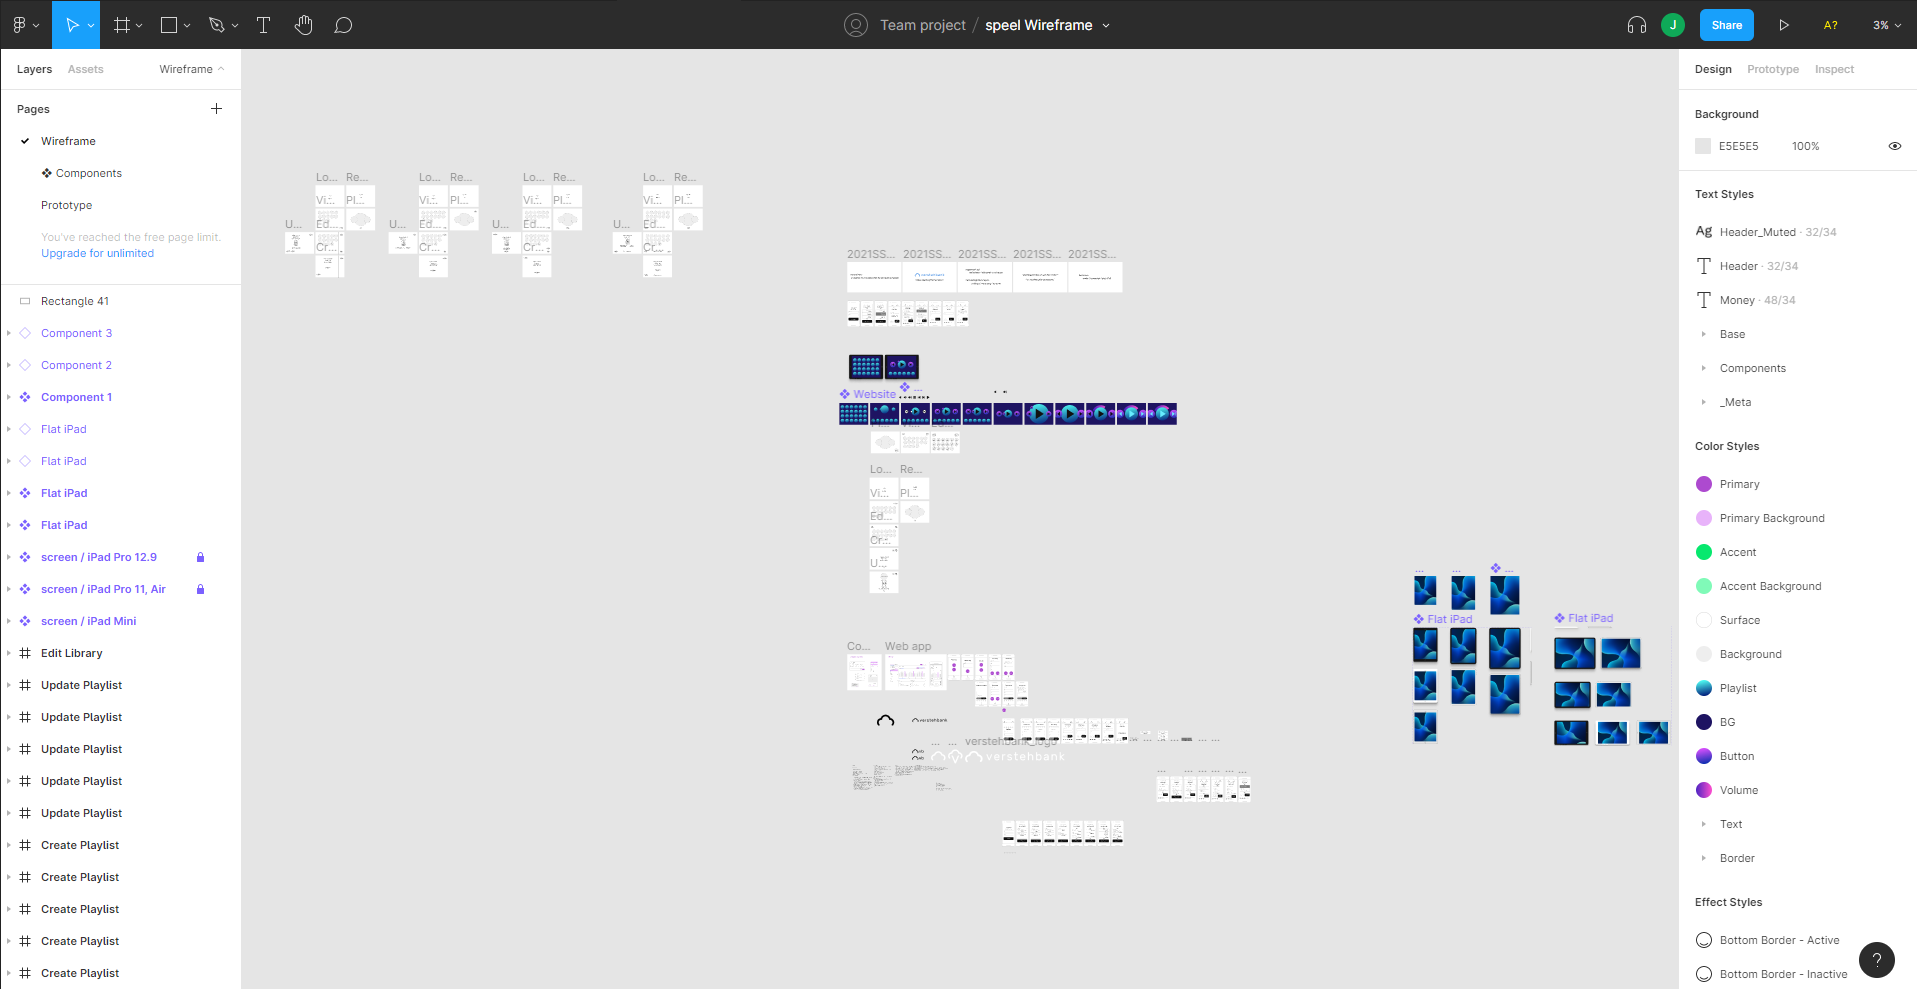 Team project / speel Wireframe
J
Share
A?
3%
Layers
Assets
Wireframe
Pages
Wireframe
Components
Prototype
You've reached the free page limit.
Upgrade for unlimited
Rectangle 41
Component 3
Component 2
Component 1
Flat iPad
Flat iPad
Flat iPad
Flat iPad
screen / iPad Pro 12.9
screen / iPad Pro 11, Air
screen / iPad Mini
Edit Library
Update Playlist
Update Playlist
Update Playlist
Update Playlist
Update Playlist
Create Playlist
Create Playlist
Create Playlist
Create Playlist
Create Playlist
Lo... Re... Lo... Re... Lo... Re... Lo... Re...
Vi... Pl... Vi... Pl... Vi... Pl... Vi... Pl...
U... Ed... U... Ed... U... Ed... U... Ed...
Cr... Cr... Cr... Cr...
2021SS... 2021SS... 2021SS... 2021SS... 2021SS...
Website ...
Lo... Re...
Vi... Pl...
Ed...
Cr...
U...
Co... Web app
verstehbank
verstehbank_logo
verstehbank
Flat iPad
Flat iPad
Design
Prototype
Inspect
Background
E5E5E5 100%
Text Styles
Ag Header_Muted · 32/34
Header · 32/34
Money · 48/34
Base
Components
_Meta
Color Styles
Primary
Primary Background
Accent
Accent Background
Surface
Background
Playlist
BG
Button
Volume
Text
Border
Effect Styles
Bottom Border - Active
Bottom Border - Inactive
?